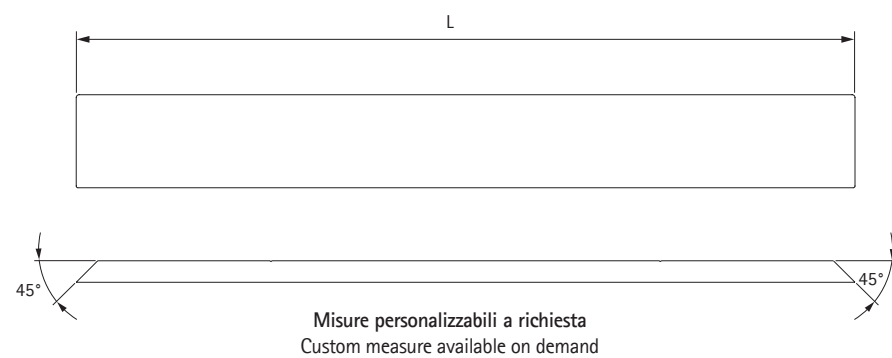 L
45°
45°
Misure personalizzabili a richiesta
Custom measure available on demand